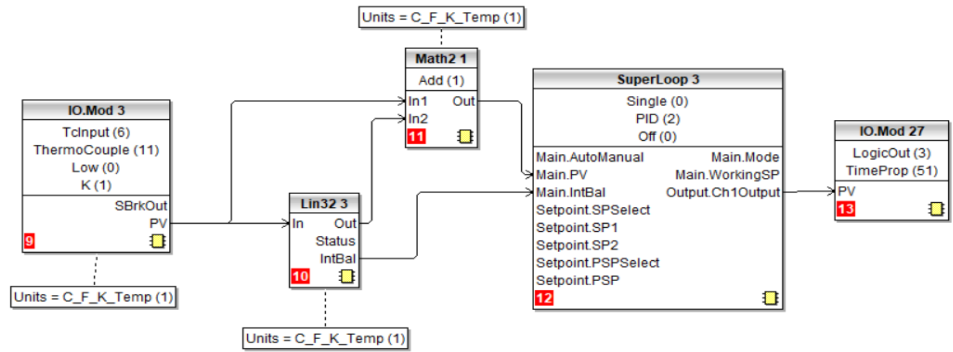 Units = C_F_K_Temp (1)
Math2 1
Add (1)
In1 Out
In2
11
IO.Mod 3
TcInput (6)
ThermoCouple (11)
Low (0)
K (1)
SBrkOut
PV
9
Units = C_F_K_Temp (1)
Lin32 3
In Out
Status
IntBal
10
Units = C_F_K_Temp (1)
SuperLoop 3
Single (0)
PID (2)
Off (0)
Main.AutoManual Main.Mode
Main.PV Main.WorkingSP
Main.IntBal Output.Ch1Output
Setpoint.SPSelect
Setpoint.SP1
Setpoint.SP2
Setpoint.PSPSelect
Setpoint.PSP
12
IO.Mod 27
LogicOut (3)
TimeProp (51)
PV
13